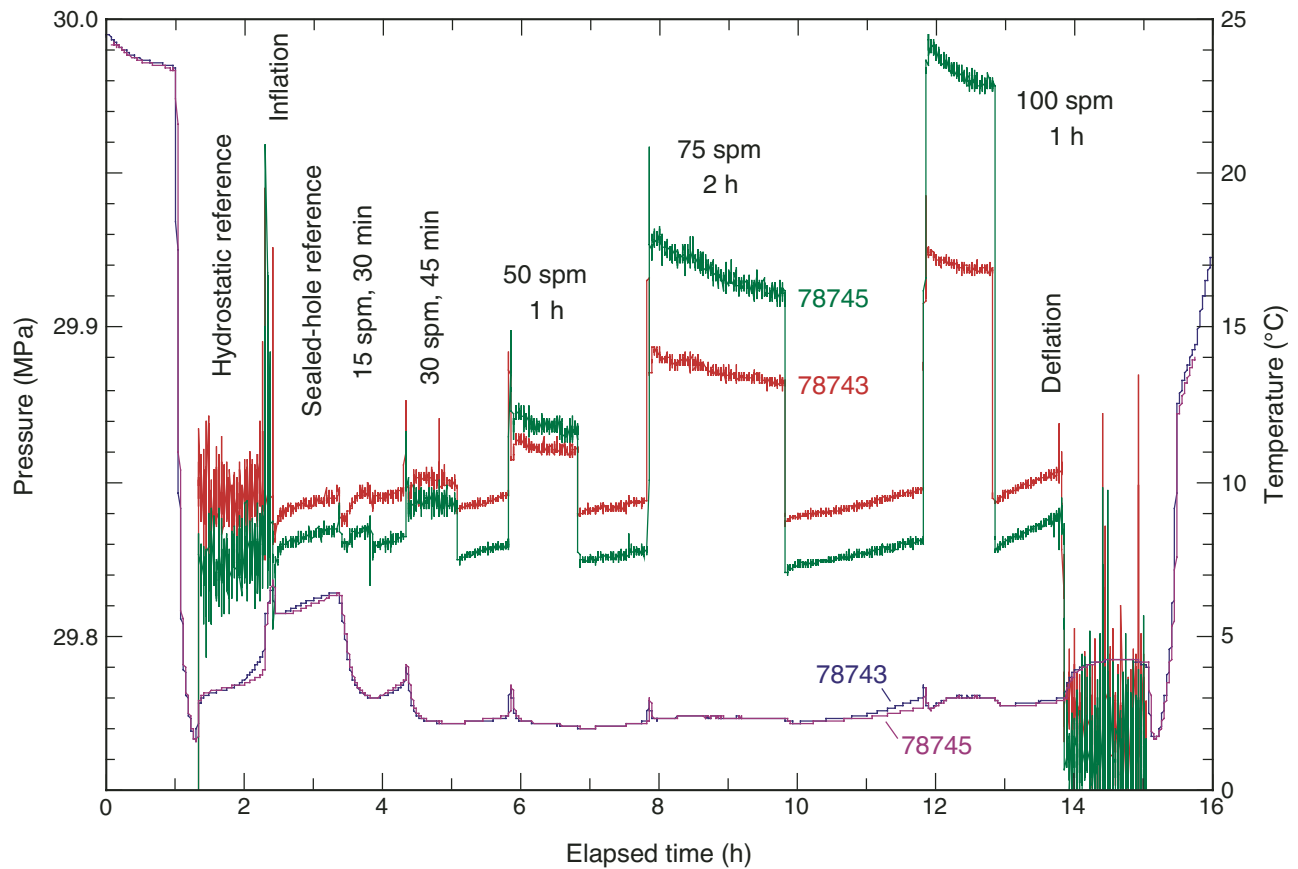 30.0
29.9
29.8
Pressure (MPa)
Hydrostatic reference
Inflation
Sealed-hole reference
15 spm, 30 min
30 spm, 45 min
50 spm
1 h
75 spm
2 h
100 spm
1 h
78745
78743
Deflation
78743
78745
25
20
15
10
5
0
Temperature (°C)
0
2
4
6
8
10
12
14
16
Elapsed time (h)